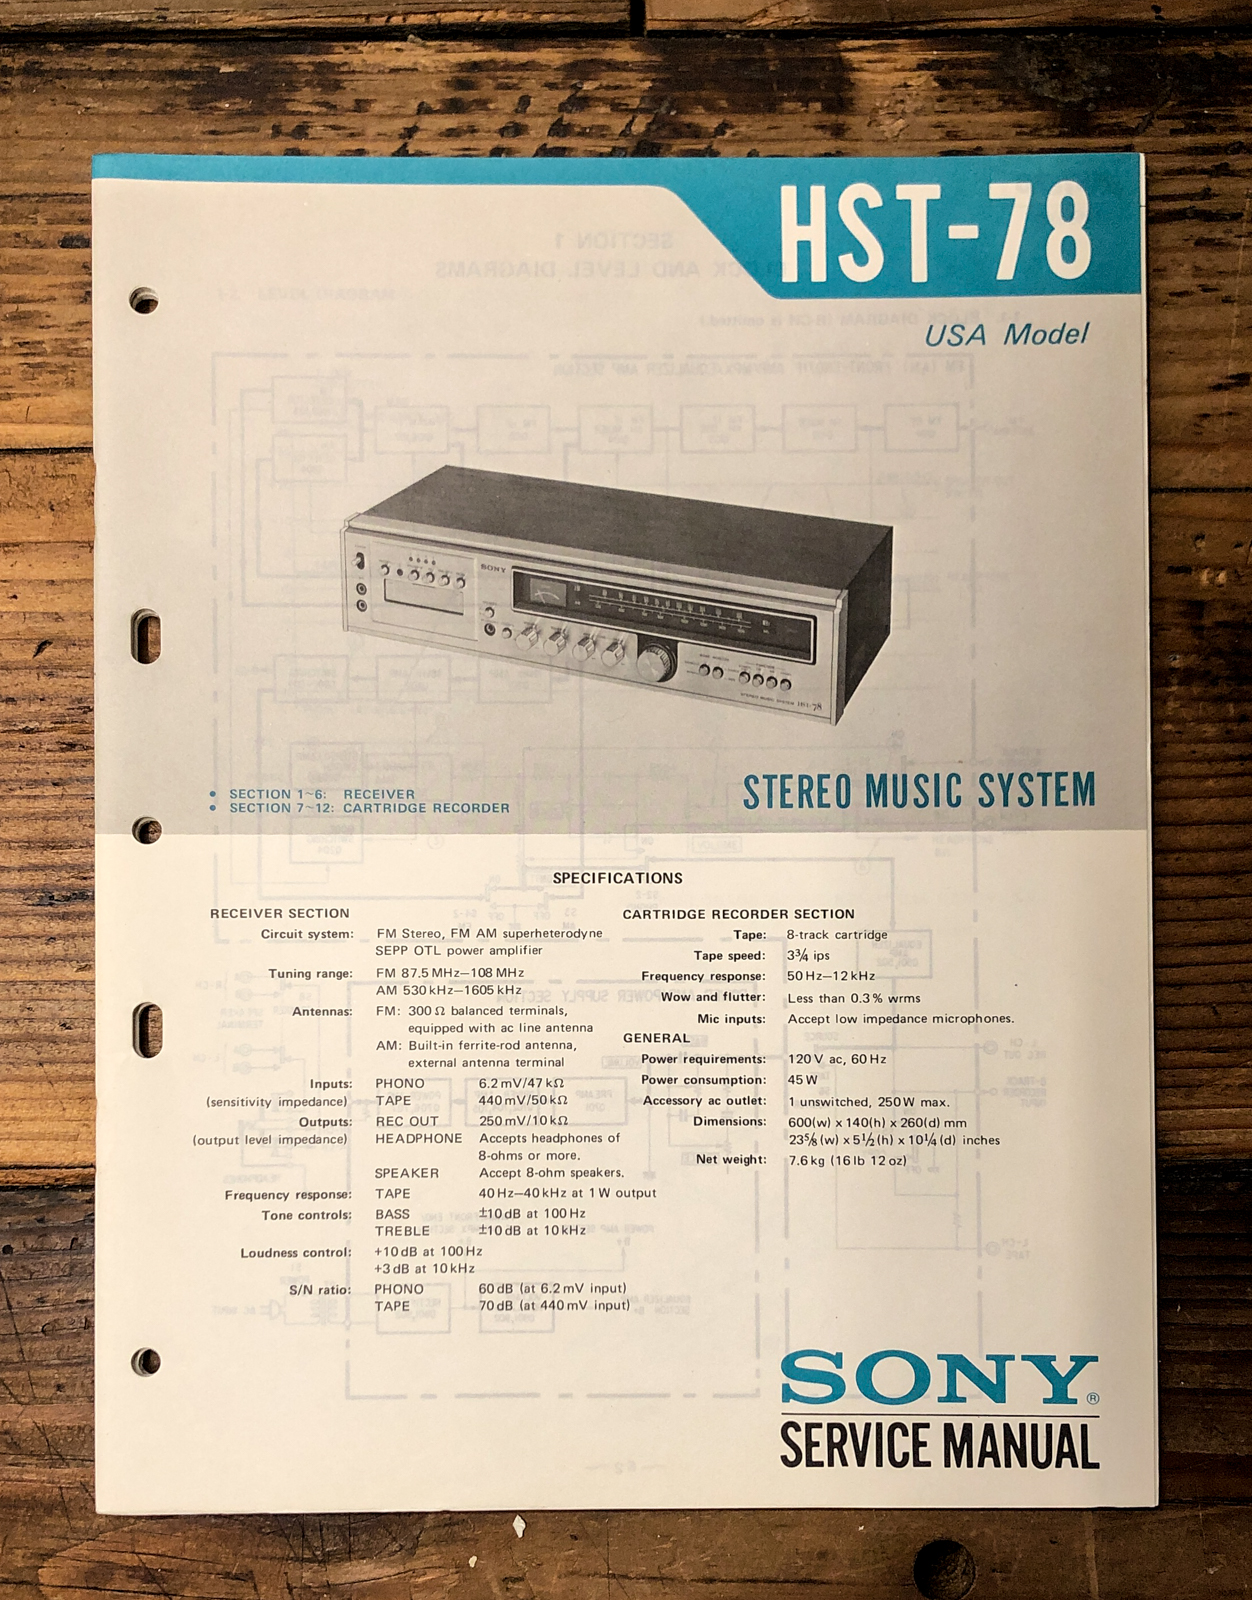 HST-78
USA Model
SONY
STEREO MUSIC SYSTEM HST-78
• SECTION 1~6: RECEIVER
• SECTION 7~12: CARTRIDGE RECORDER
STEREO MUSIC SYSTEM
SPECIFICATIONS
RECEIVER SECTION
Circuit system: FM Stereo, FM AM superheterodyne
SEPP OTL power amplifier
Tuning range: FM 87.5 MHz–108 MHz
AM 530 kHz–1605 kHz
Antennas: FM: 300 Ω balanced terminals,
equipped with ac line antenna
AM: Built-in ferrite-rod antenna,
external antenna terminal
Inputs: PHONO 6.2 mV/47 kΩ
(sensitivity impedance) TAPE 440 mV/50 kΩ
Outputs: REC OUT 250 mV/10 kΩ
(output level impedance) HEADPHONE Accepts headphones of
8-ohms or more.
SPEAKER Accept 8-ohm speakers.
Frequency response: TAPE 40 Hz–40 kHz at 1 W output
Tone controls: BASS ±10 dB at 100 Hz
TREBLE ±10 dB at 10 kHz
Loudness control: +10 dB at 100 Hz
+3 dB at 10 kHz
S/N ratio: PHONO 60 dB (at 6.2 mV input)
TAPE 70 dB (at 440 mV input)
CARTRIDGE RECORDER SECTION
Tape: 8-track cartridge
Tape speed: 3¾ ips
Frequency response: 50 Hz–12 kHz
Wow and flutter: Less than 0.3 % wrms
Mic inputs: Accept low impedance microphones.
GENERAL
Power requirements: 120 V ac, 60 Hz
Power consumption: 45 W
Accessory ac outlet: 1 unswitched, 250 W max.
Dimensions: 600(w) x 140(h) x 260(d) mm
23⅝ (w) x 5½ (h) x 10¼ (d) inches
Net weight: 7.6 kg (16 lb 12 oz)
SONY®
SERVICE MANUAL